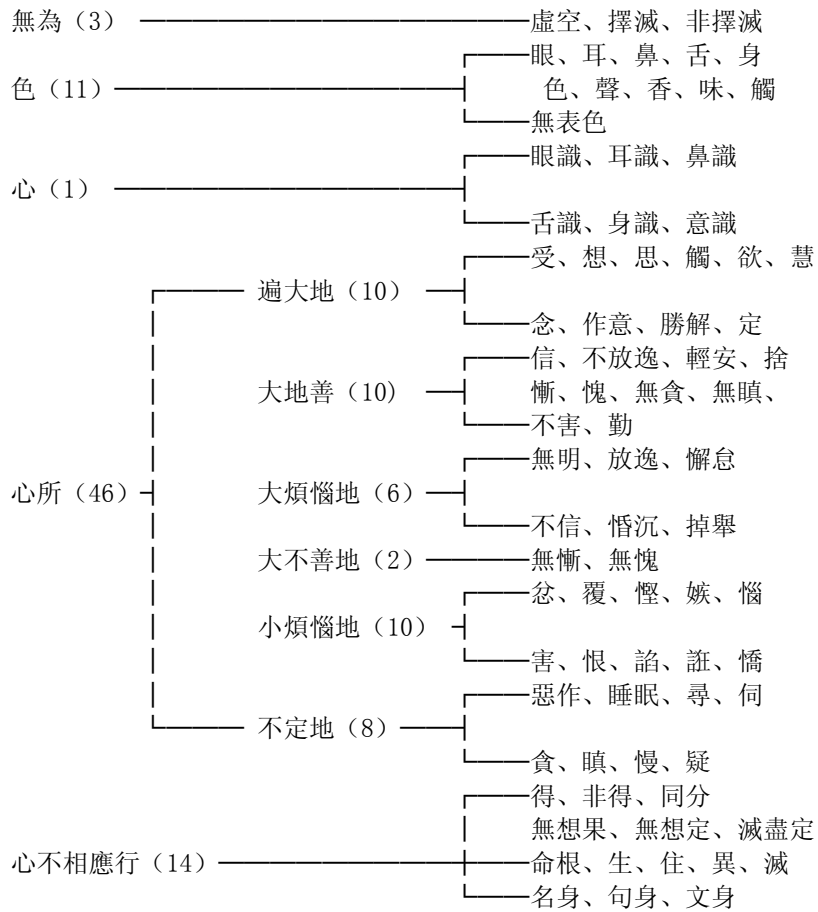 無為（3） 虛空、擇滅、非擇滅
眼、耳、鼻、舌、身
色（11） 色、聲、香、味、觸
無表色
眼識、耳識、鼻識
心（1）
舌識、身識、意識
受、想、思、觸、欲、慧
遍大地（10）
念、作意、勝解、定
信、不放逸、輕安、捨
大地善（10） 慚、愧、無貪、無瞋、
不害、勤
無明、放逸、懈怠
心所（46） 大煩惱地（6）
不信、惛沉、掉舉
大不善地（2） 無慚、無愧
忿、覆、慳、嫉、惱
小煩惱地（10）
害、恨、諂、誑、憍
惡作、睡眠、尋、伺
不定地（8）
貪、瞋、慢、疑
得、非得、同分
無想果、無想定、滅盡定
心不相應行（14） 命根、生、住、異、滅
名身、句身、文身